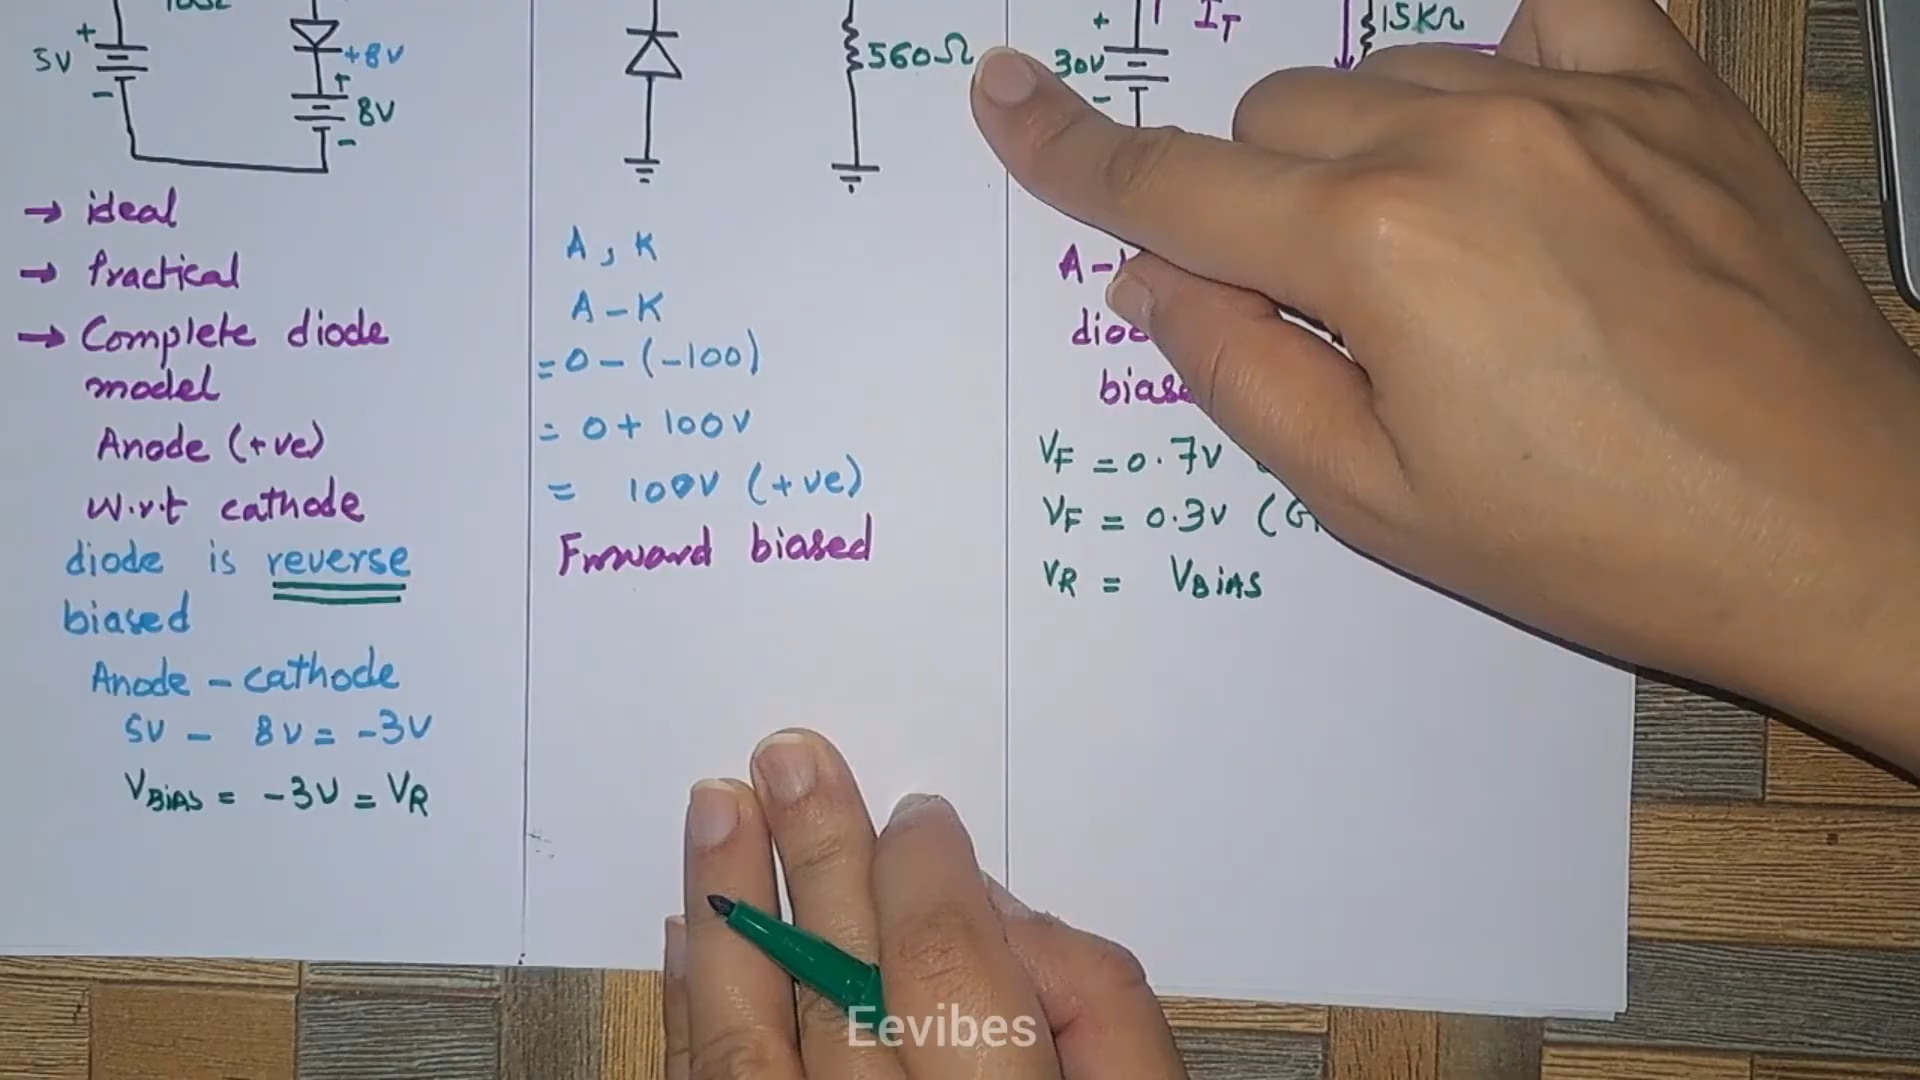 5V
+
-
+8V
+
8V
-
→ ideal
→ Practical
→ Complete diode
model
Anode (+ve)
w.r.t cathode
diode is reverse
biased
Anode - cathode
5V - 8V = -3V
VBIAS = -3V = VR
560Ω
A, K
A - K
= 0 - (-100)
= 0 + 100V
= 100V (+ve)
Forward biased
+
30V
-
IT
15KΩ
A -
VF = 0.7V
VF = 0.3V (
VR = VBIAS
Eevibes